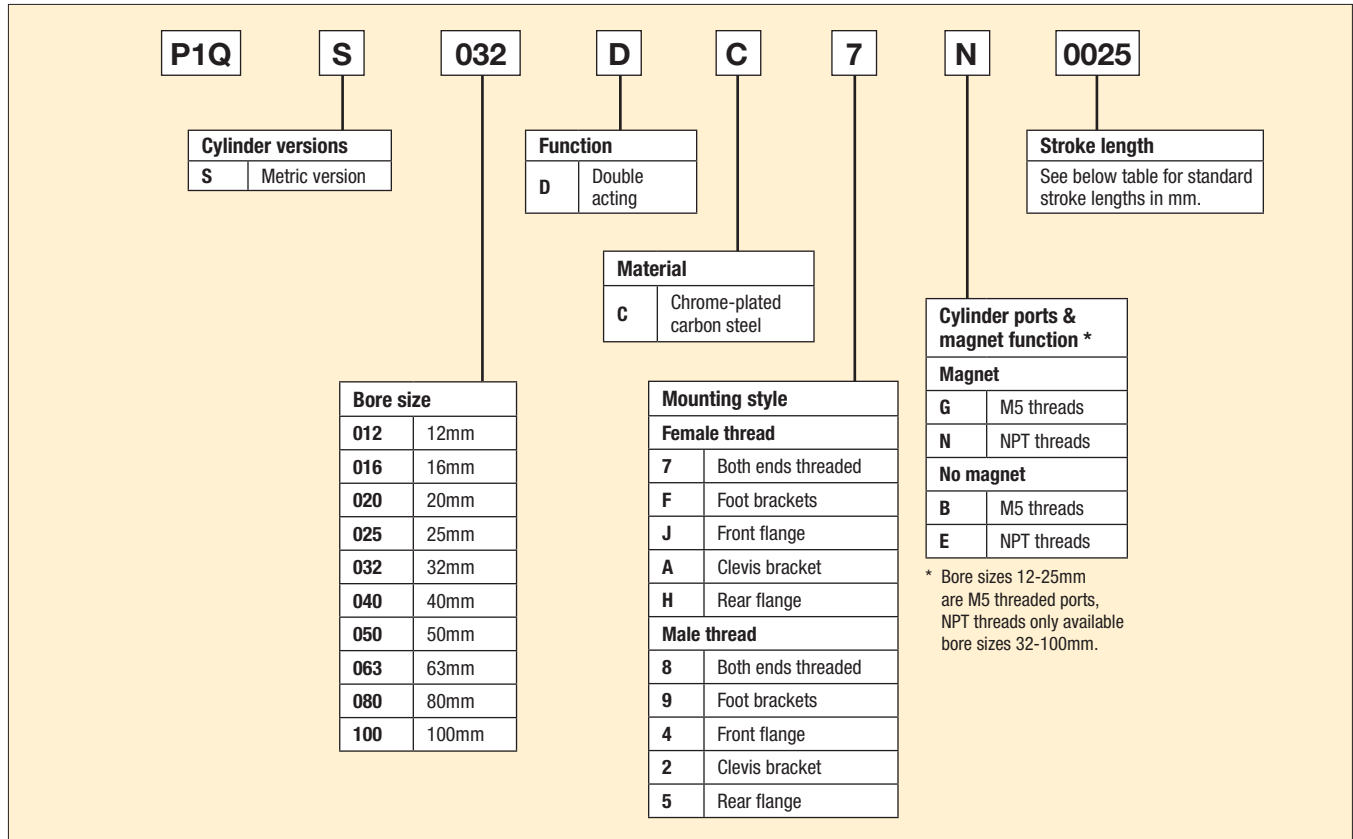 P1Q S 032 D C 7 N 0025
Cylinder versions
S Metric version
Function
D Double
acting
Stroke length
See below table for standard
stroke lengths in mm.
Material
C Chrome-plated
carbon steel
Cylinder ports &
magnet function *
Magnet
G M5 threads
N NPT threads
No magnet
B M5 threads
E NPT threads
* Bore sizes 12-25mm
are M5 threaded ports,
NPT threads only available
bore sizes 32-100mm.
Bore size
012 12mm
016 16mm
020 20mm
025 25mm
032 32mm
040 40mm
050 50mm
063 63mm
080 80mm
100 100mm
Mounting style
Female thread
7 Both ends threaded
F Foot brackets
J Front flange
A Clevis bracket
H Rear flange
Male thread
8 Both ends threaded
9 Foot brackets
4 Front flange
2 Clevis bracket
5 Rear flange